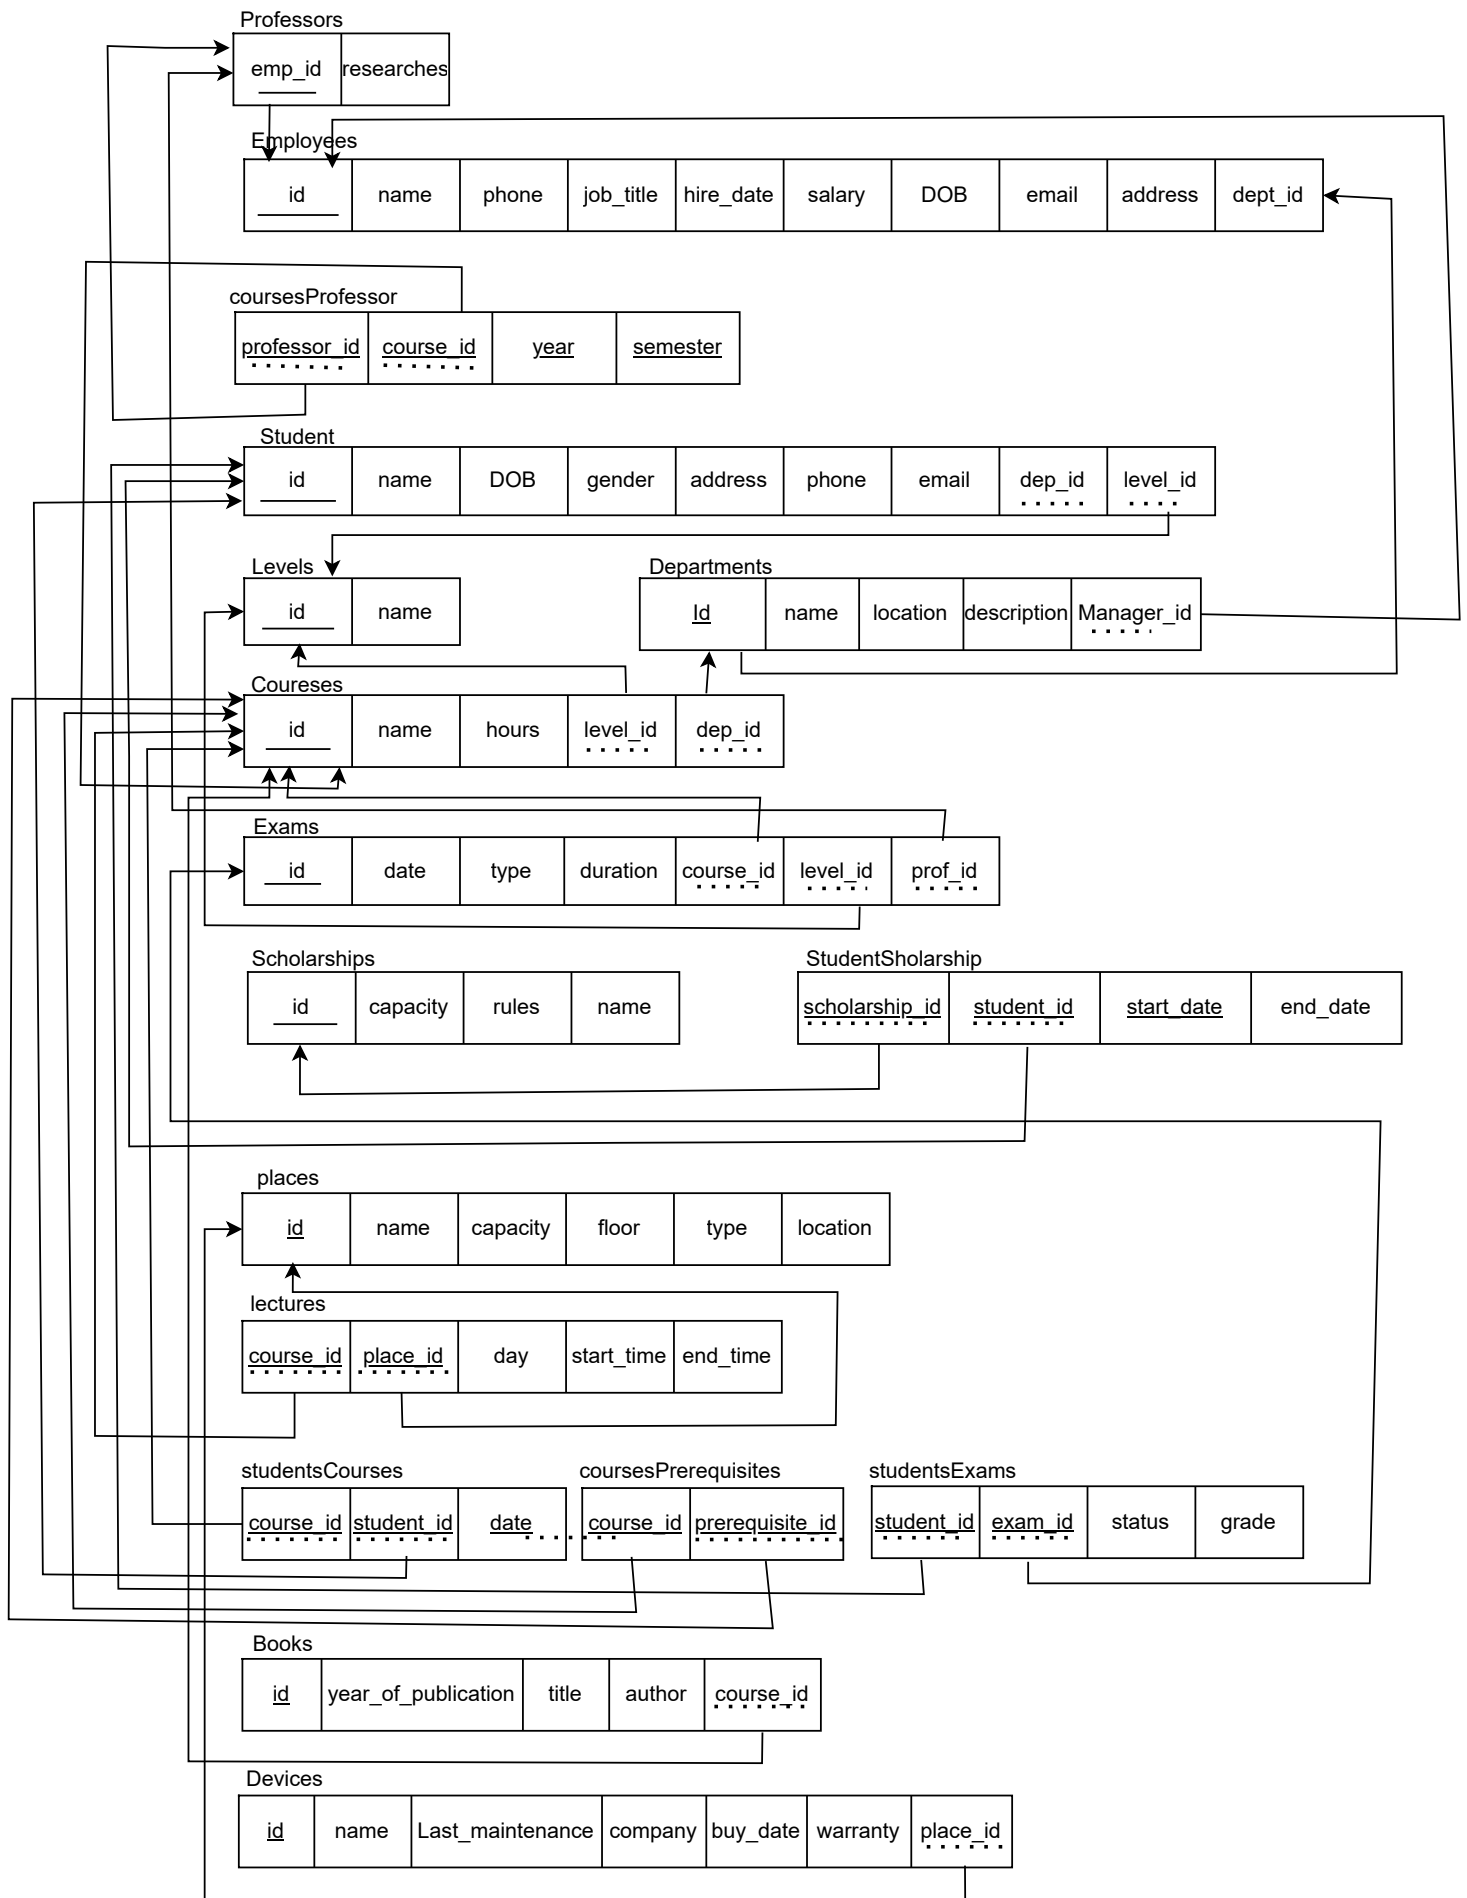 Professors
emp_id researches
Employees
id name phone job_title hire_date salary DOB email address dept_id
coursesProfessor
professor_id course_id year semester
Student
id name DOB gender address phone email dep_id level_id
Levels Departments
id name Id name location description Manager_id
Coureses
id name hours level_id dep_id
Exams
id date type duration course_id level_id prof_id
Scholarships StudentSholarship
id capacity rules name scholarship_id student_id start_date end_date
places
id name capacity floor type location
lectures
course_id place_id day start_time end_time
studentsCourses coursesPrerequisites studentsExams
course_id student_id date course_id prerequisite_id student_id exam_id status grade
Books
id year_of_publication title author course_id
Devices
id name Last_maintenance company buy_date warranty place_id